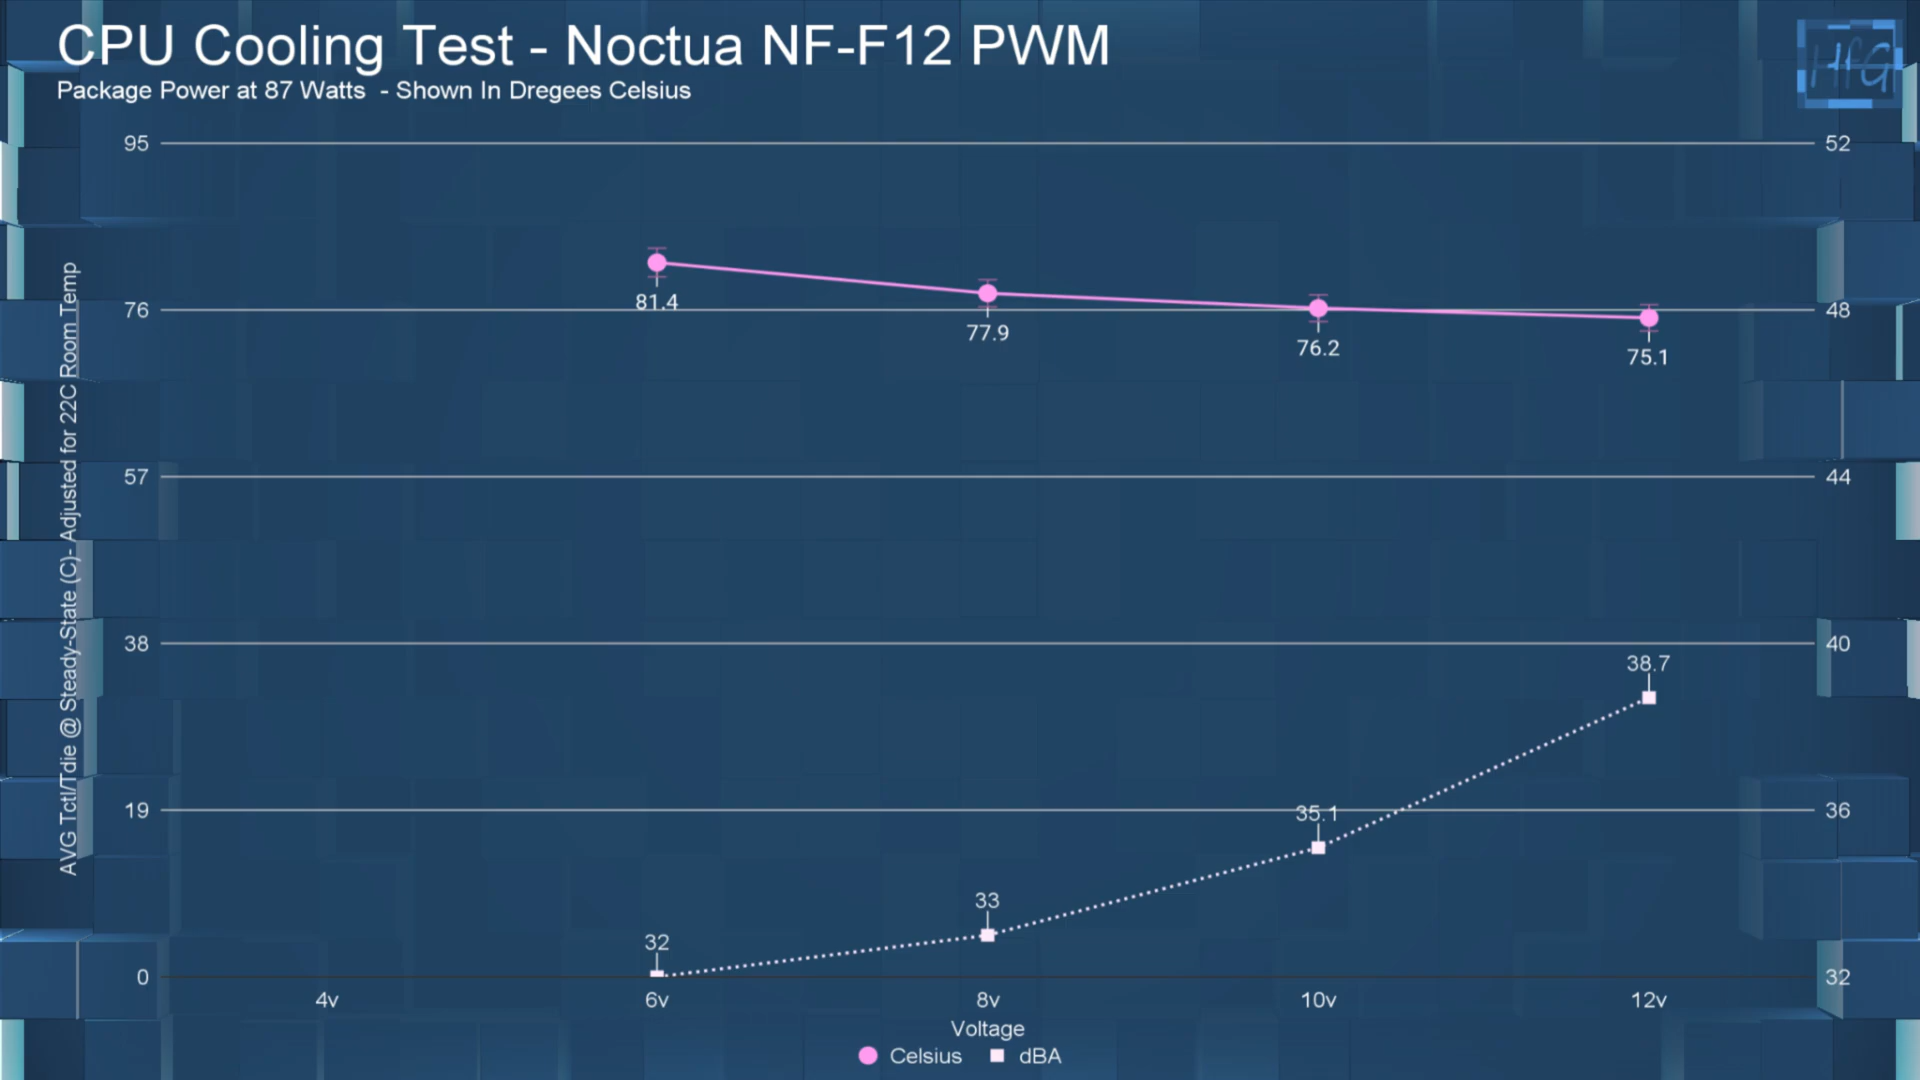 CPU Cooling Test - Noctua NF-F12 PWM
Package Power at 87 Watts - Shown In Dregees Celsius
HfG
AVG Tctl/Tdie @ Steady-State (C)- Adjusted for 22C Room Temp
95
76
57
38
19
0
52
48
44
40
36
32
81.4
77.9
76.2
75.1
32
33
35.1
38.7
4v
6v
8v
10v
12v
Voltage
Celsius
dBA